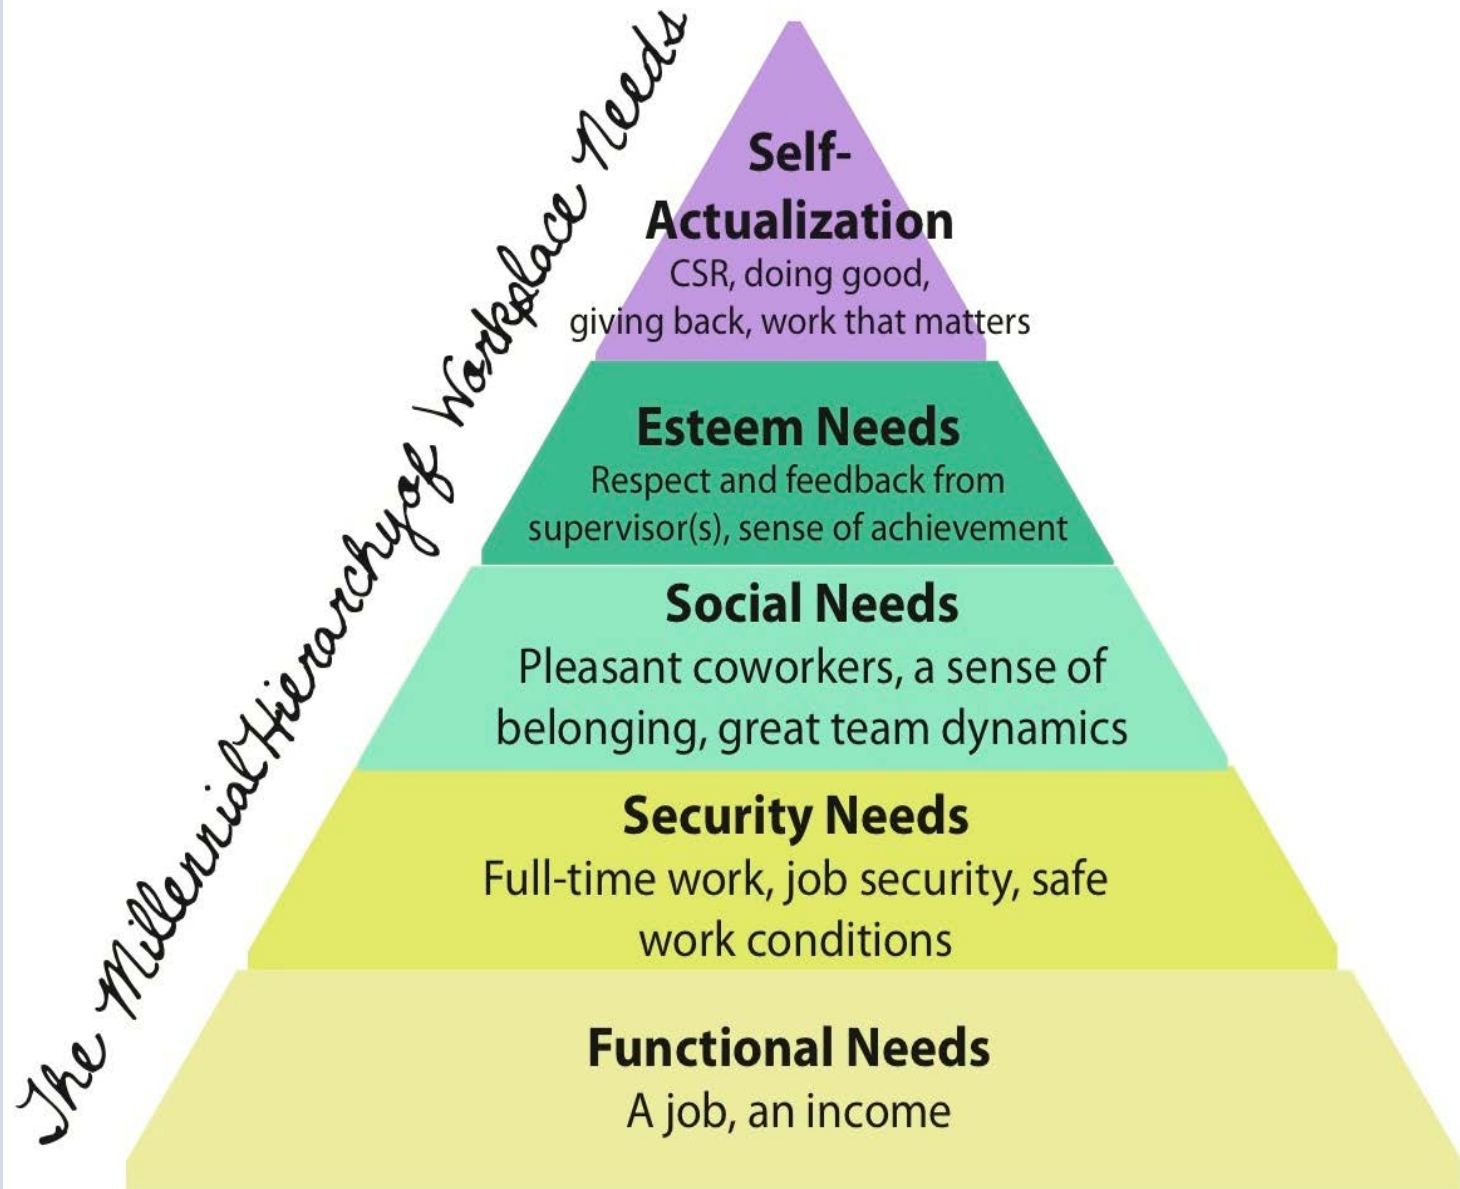 The Millennial Hierarchy of Workplace Needs
Self-
Actualization
CSR, doing good,
giving back, work that matters
Esteem Needs
Respect and feedback from
supervisor(s), sense of achievement
Social Needs
Pleasant coworkers, a sense of
belonging, great team dynamics
Security Needs
Full-time work, job security, safe
work conditions
Functional Needs
A job, an income